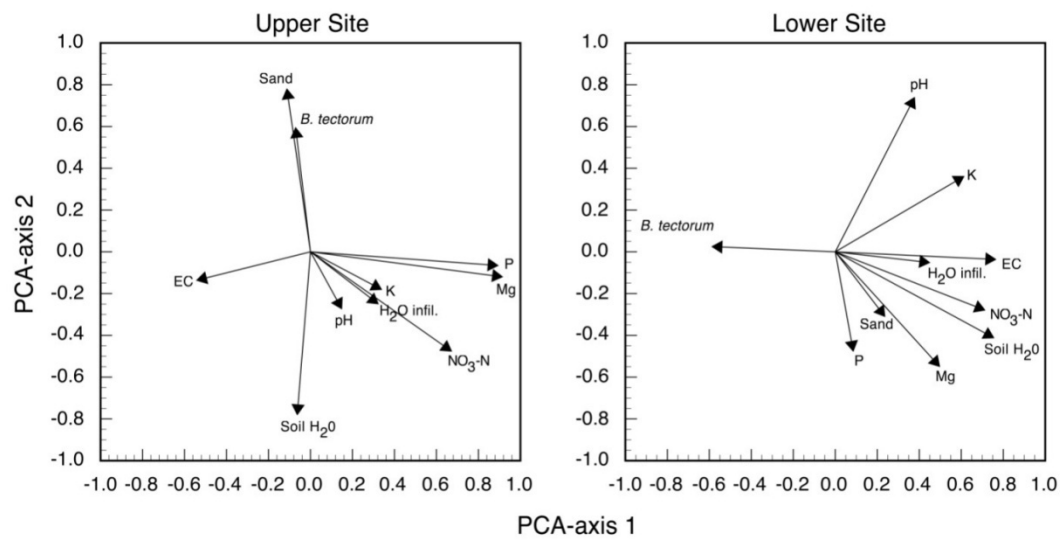 Upper Site
Lower Site
PCA-axis 2
1.0
0.8
0.6
0.4
0.2
0.0
-0.2
-0.4
-0.6
-0.8
-1.0
Sand
B. tectorum
EC
P
Mg
K
H2O infil.
pH
NO3-N
Soil H20
-1.0 -0.8 -0.6 -0.4 -0.2 0.0 0.2 0.4 0.6 0.8 1.0
1.0
0.8
0.6
0.4
0.2
0.0
-0.2
-0.4
-0.6
-0.8
-1.0
pH
K
B. tectorum
EC
H2O infil.
NO3-N
Sand
Soil H20
P
Mg
-1.0 -0.8 -0.6 -0.4 -0.2 0.0 0.2 0.4 0.6 0.8 1.0
PCA-axis 1